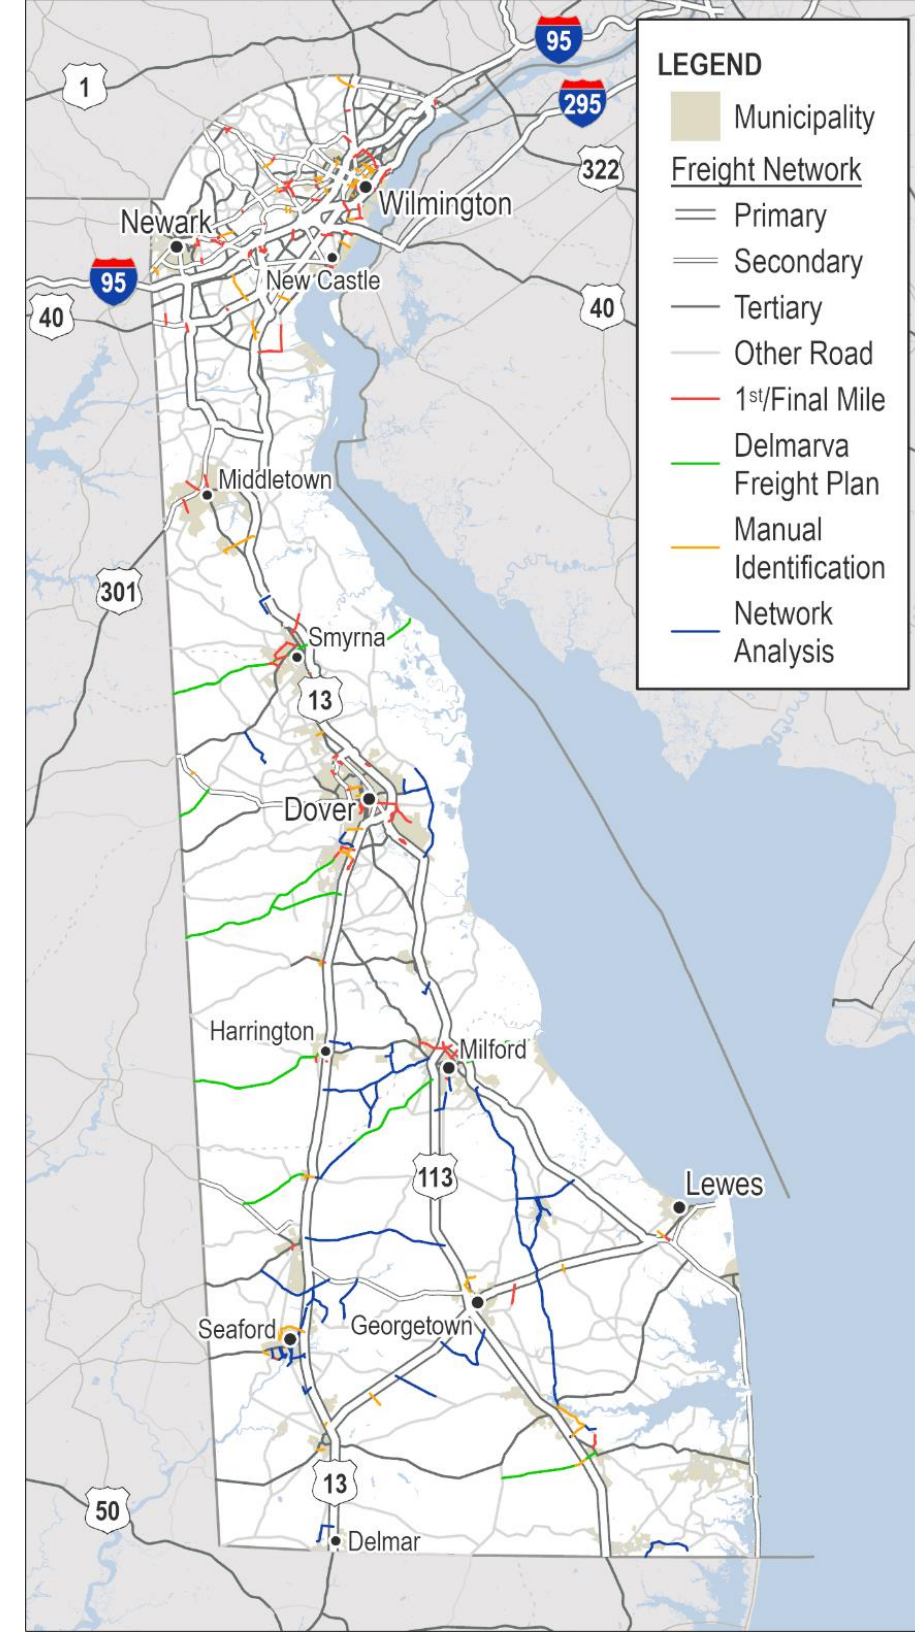 95
1
295
322
Wilmington
Newark
95
New Castle
40
40
Middletown
301
Smyrna
13
Dover
Harrington
Milford
113
Lewes
Seaford
Georgetown
13
50
Delmar
LEGEND
Municipality
Freight Network
Primary
Secondary
Tertiary
Other Road
1st/Final Mile
Delmarva
Freight Plan
Manual
Identification
Network
Analysis